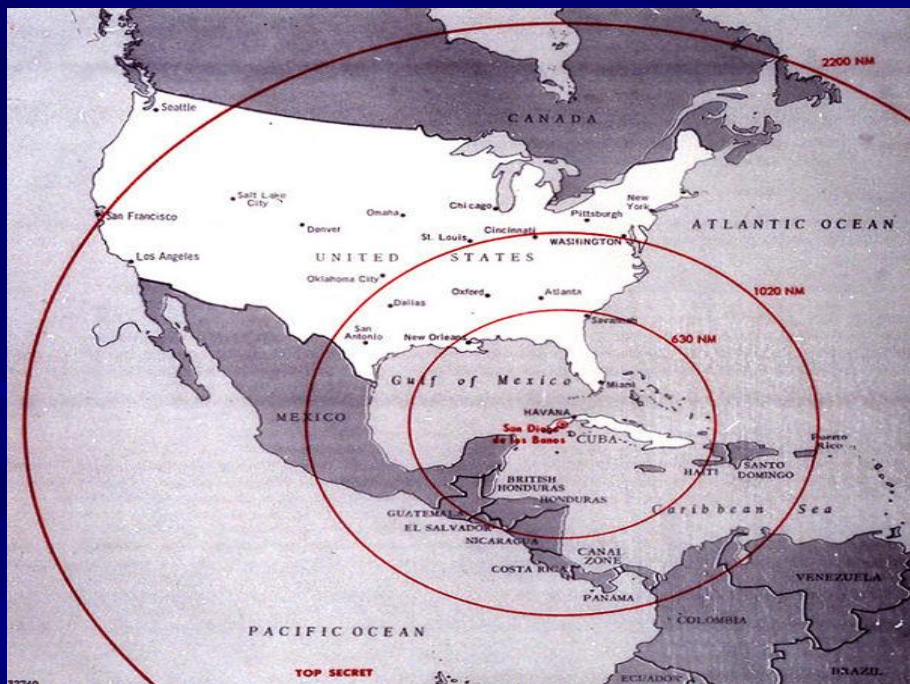 2200 NM
CANADA
Seattle
Salt Lake
City
Chicago
New
York
San Francisco
Omaha
Pittsburgh
ATLANTIC OCEAN
Denver
St. Louis
Cincinnati
WASHINGTON
Los Angeles
UNITED STATES
Oklahoma City
Dallas
Oxford
Atlanta
1020 NM
San
Antonio
New Orleans
Savannah
630 NM
Gulf of Mexico
Miami
MEXICO
HAVANA
San Diego
de los Banos
CUBA
Puerto
Rico
HAITI
SANTO
DOMINGO
BRITISH
HONDURAS
HONDURAS
GUATEMALA
EL SALVADOR
Caribbean Sea
NICARAGUA
COSTA RICA
CANAL
ZONE
PANAMA
VENEZUELA
COLOMBIA
PACIFIC OCEAN
TOP SECRET
ECUADOR
BRAZIL